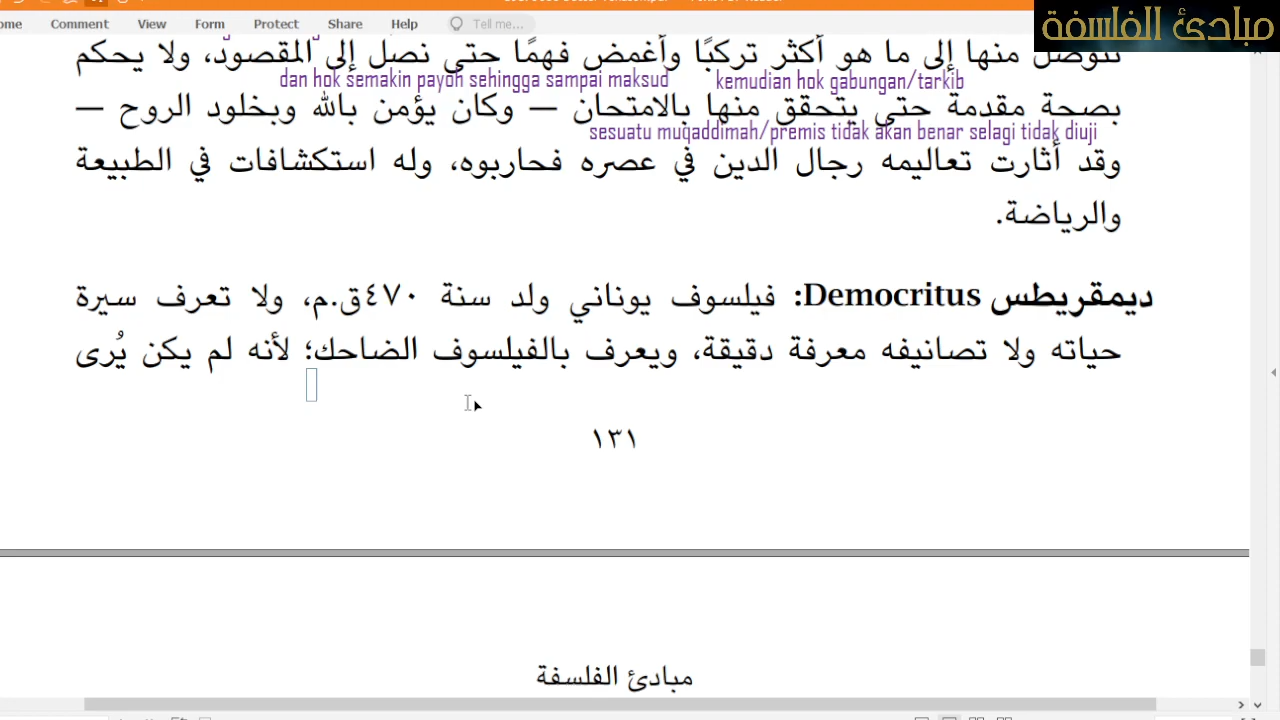 ome Comment View Form Protect Share Help Tell me...
مبادئ الفلسفة
نتوصل منها إلى ما هو أكثر تركبًا وأغمض فهمًا حتى نصل إلى المقصود، ولا يحكم
dan hok semakin payoh sehingga sampai maksud kemudian hok gabungan/tarkib
بصحة مقدمة حتى يتحقق منها بالامتحان — وكان يؤمن بالله وبخلود الروح —
sesuatu muqaddimah/premis tidak akan benar selagi tidak diuji
وقد أثارت تعاليمه رجال الدين في عصره فحاربوه، وله استكشافات في الطبيعة
والرياضة.
ديمقريطس Democritus: فيلسوف يوناني ولد سنة ٤٧٠ق.م، ولا تعرف سيرة
حياته ولا تصانيفه معرفة دقيقة، ويعرف بالفيلسوف الضاحك؛ لأنه لم يكن يُرى
١٣١
مبادئ الفلسفة